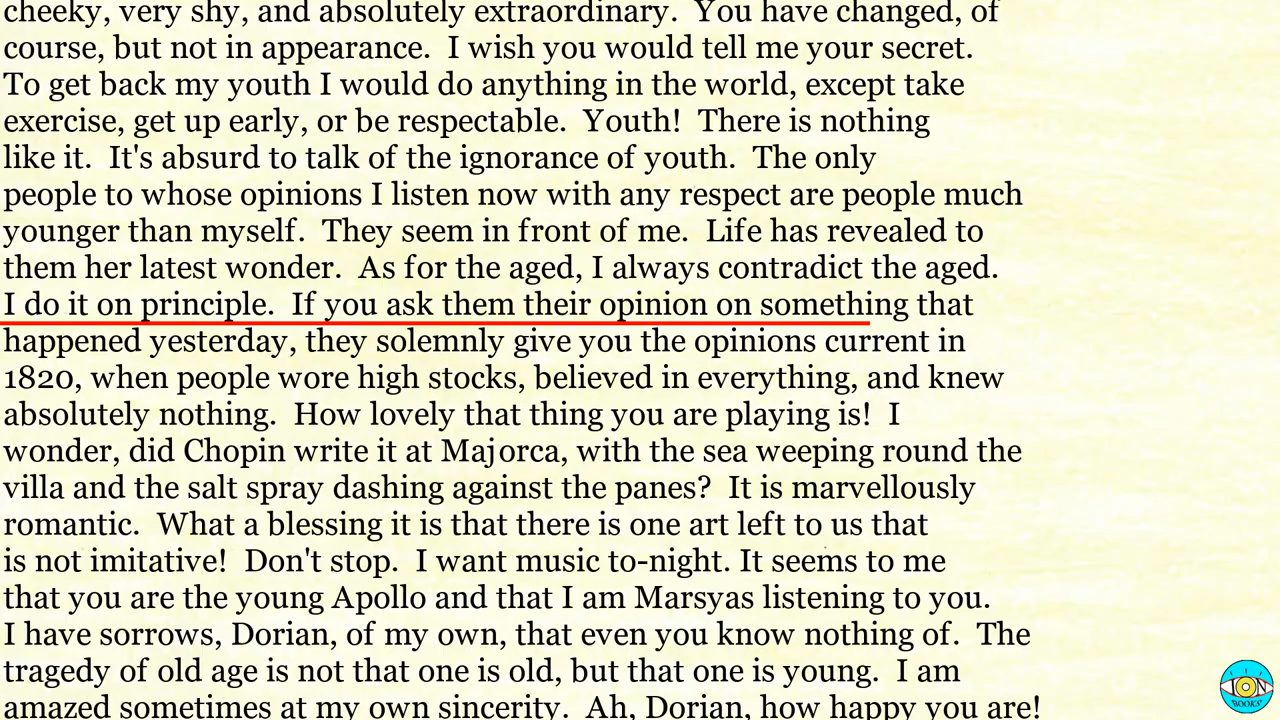 cheeky, very shy, and absolutely extraordinary.  You have changed, of
course, but not in appearance.  I wish you would tell me your secret.
To get back my youth I would do anything in the world, except take
exercise, get up early, or be respectable.  Youth!  There is nothing
like it.  It's absurd to talk of the ignorance of youth.  The only
people to whose opinions I listen now with any respect are people much
younger than myself.  They seem in front of me.  Life has revealed to
them her latest wonder.  As for the aged, I always contradict the aged.
I do it on principle.  If you ask them their opinion on something that
happened yesterday, they solemnly give you the opinions current in
1820, when people wore high stocks, believed in everything, and knew
absolutely nothing.  How lovely that thing you are playing is!  I
wonder, did Chopin write it at Majorca, with the sea weeping round the
villa and the salt spray dashing against the panes?  It is marvellously
romantic.  What a blessing it is that there is one art left to us that
is not imitative!  Don't stop.  I want music to-night. It seems to me
that you are the young Apollo and that I am Marsyas listening to you.
I have sorrows, Dorian, of my own, that even you know nothing of.  The
tragedy of old age is not that one is old, but that one is young.  I am
amazed sometimes at my own sincerity.  Ah, Dorian, how happy you are!
ION
BOOKS